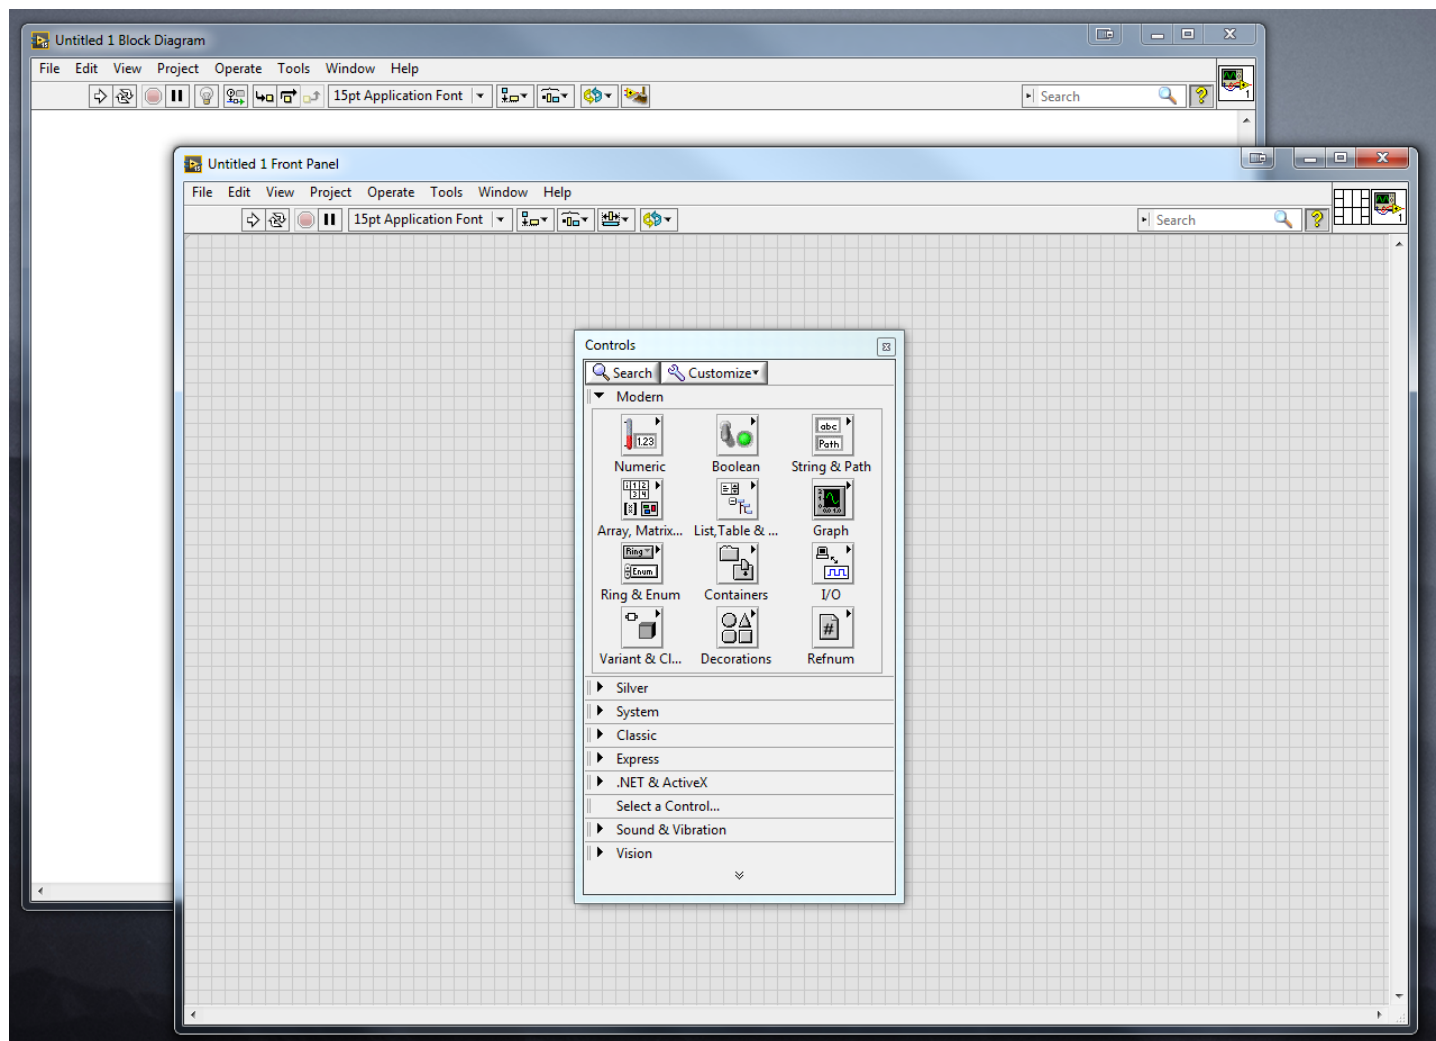 Untitled 1 Block Diagram
File Edit View Project Operate Tools Window Help
15pt Application Font
Search
1
Untitled 1 Front Panel
File Edit View Project Operate Tools Window Help
15pt Application Font
Search
1
Controls
Search Customize
Modern
1.23
abc
Path
Numeric Boolean String & Path
Array, Matrix... List, Table & ... Graph
Ring
Enum
Ring & Enum Containers I/O
#
Variant & Cl... Decorations Refnum
Silver
System
Classic
Express
.NET & ActiveX
Select a Control...
Sound & Vibration
Vision